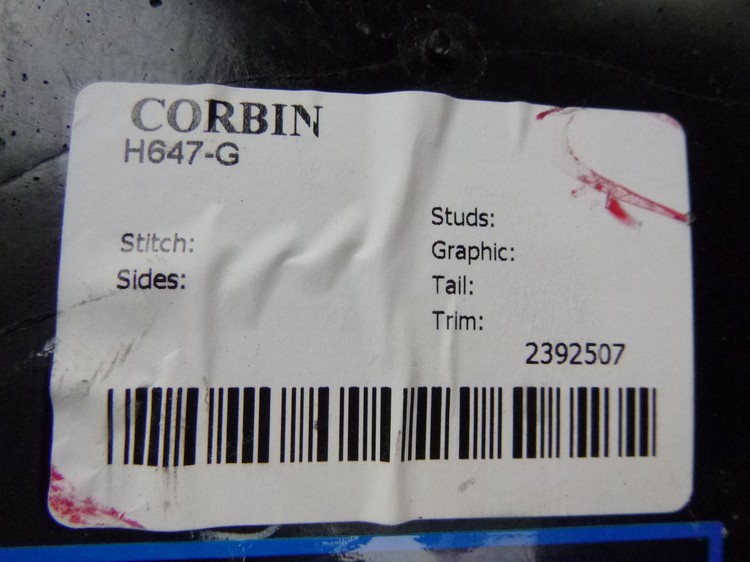 CORBIN
H647-G
Stitch:
Sides:
Studs:
Graphic:
Tail:
Trim:
2392507